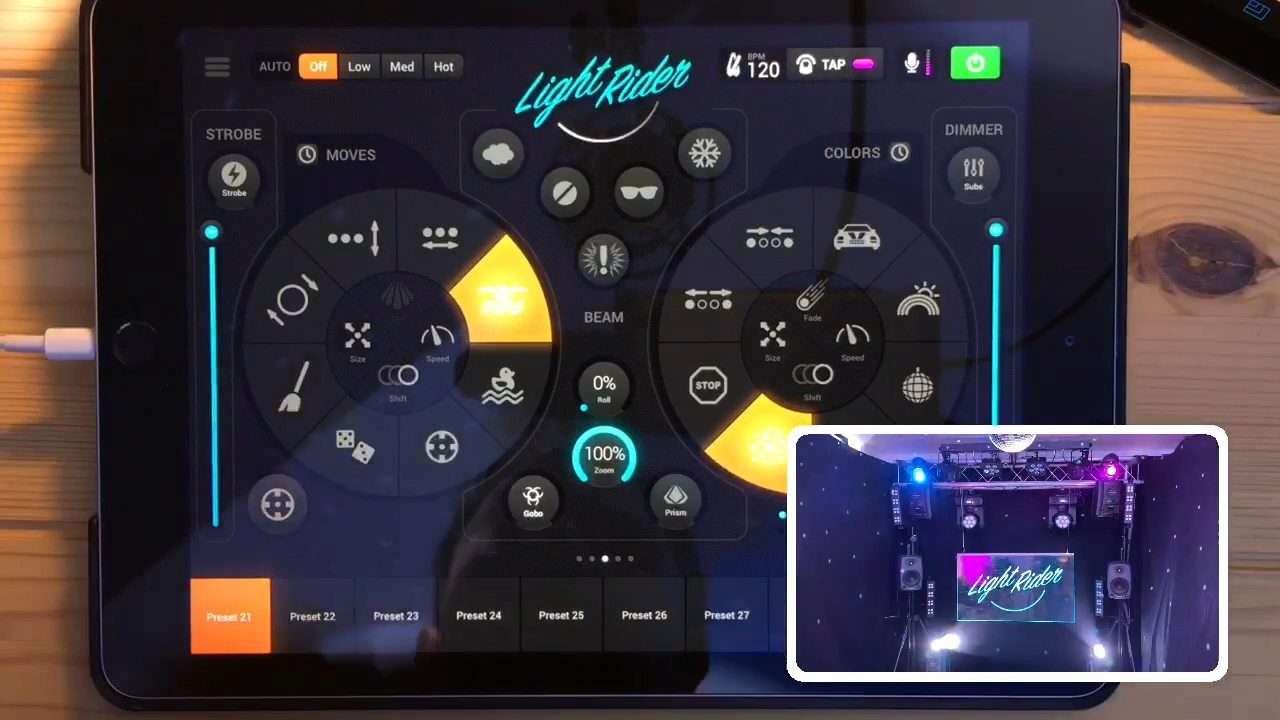 AUTO Off Low Med Hot
Light Rider
BPM
120
TAP
STROBE
Strobe
MOVES
COLORS
DIMMER
Subs
Size
Speed
Shift
BEAM
0%
Roll
100%
Zoom
Gobo
Prism
Fade
Size
Speed
Shift
STOP
Preset 21 Preset 22 Preset 23 Preset 24 Preset 25 Preset 26 Preset 27
Light Rider